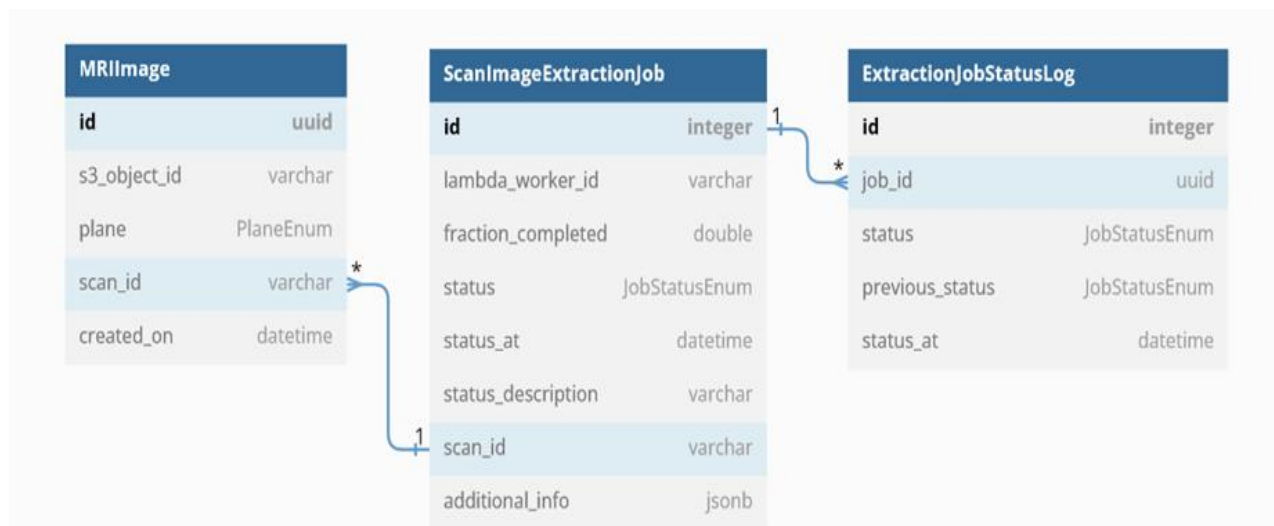 MRIImage
id uuid
s3_object_id varchar
plane PlaneEnum
scan_id varchar
created_on datetime
*
1
ScanImageExtractionJob
id integer
lambda_worker_id varchar
fraction_completed double
status JobStatusEnum
status_at datetime
status_description varchar
scan_id varchar
additional_info jsonb
1
*
ExtractionJobStatusLog
id integer
job_id uuid
status JobStatusEnum
previous_status JobStatusEnum
status_at datetime